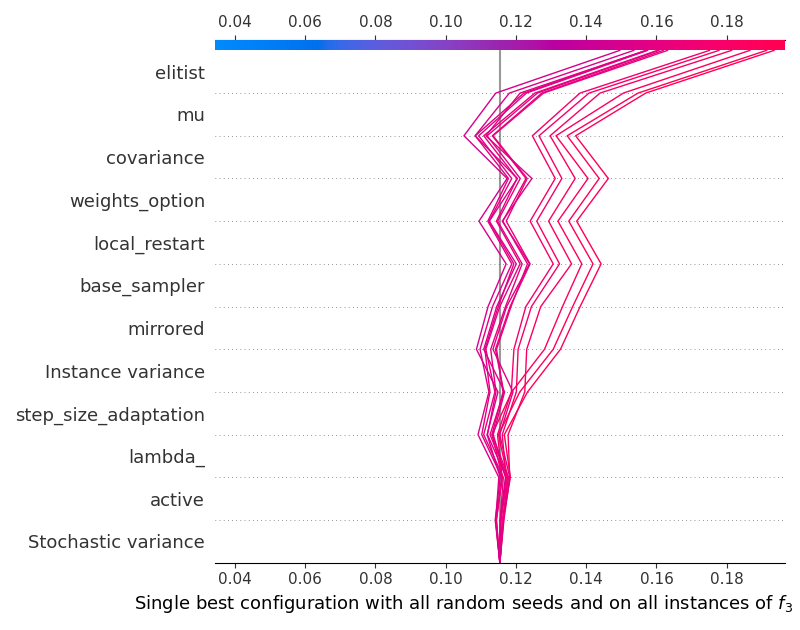 0.04 0.06 0.08 0.10 0.12 0.14 0.16 0.18
elitist
mu
covariance
weights_option
local_restart
base_sampler
mirrored
Instance variance
step_size_adaptation
lambda_
active
Stochastic variance
0.04 0.06 0.08 0.10 0.12 0.14 0.16 0.18
Single best configuration with all random seeds and on all instances of f₃